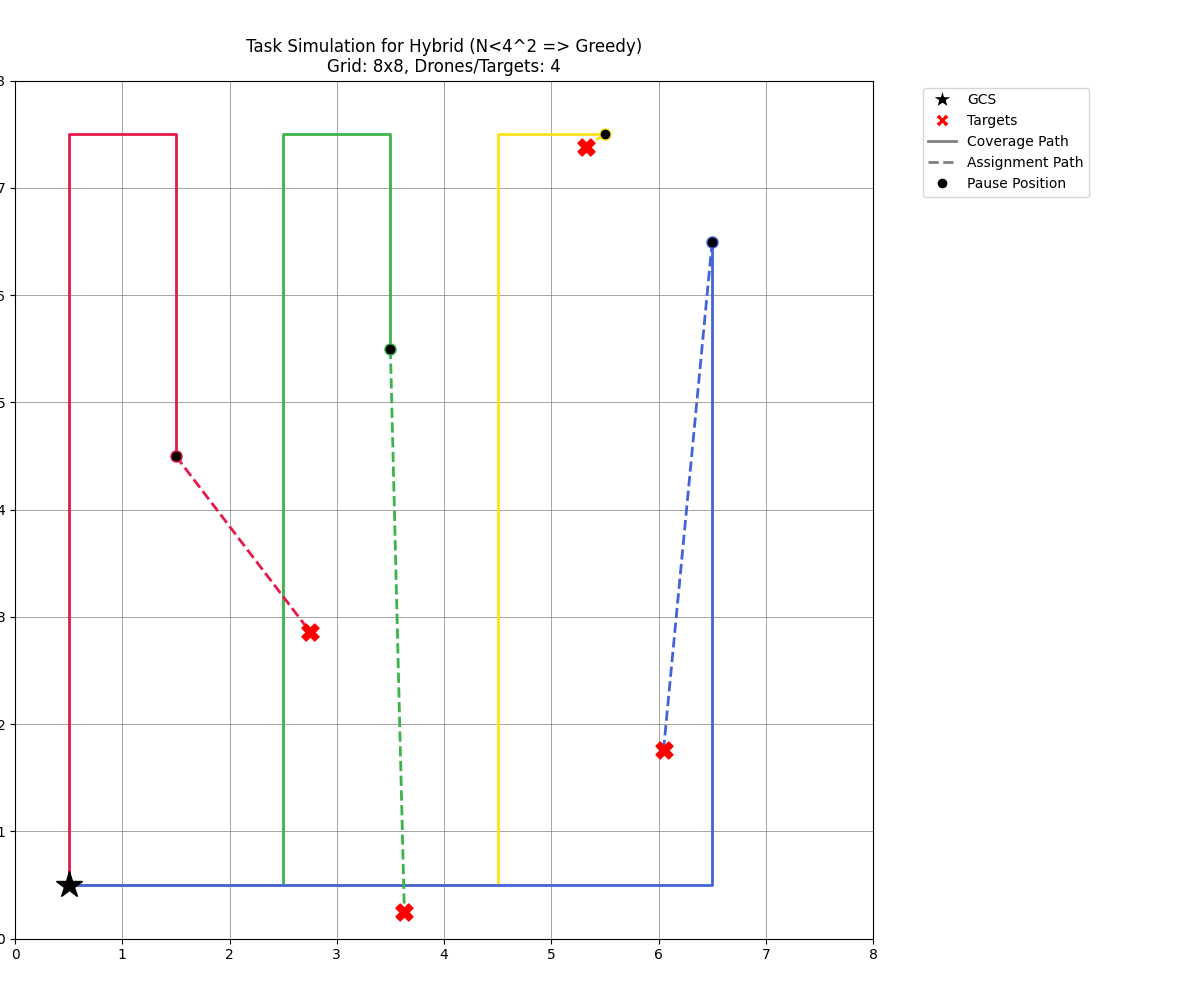 Task Simulation for Hybrid (N<4^2 => Greedy)
Grid: 8x8, Drones/Targets: 4
GCS
Targets
Coverage Path
Assignment Path
Pause Position
8
7
6
5
4
3
2
1
0
0 1 2 3 4 5 6 7 8